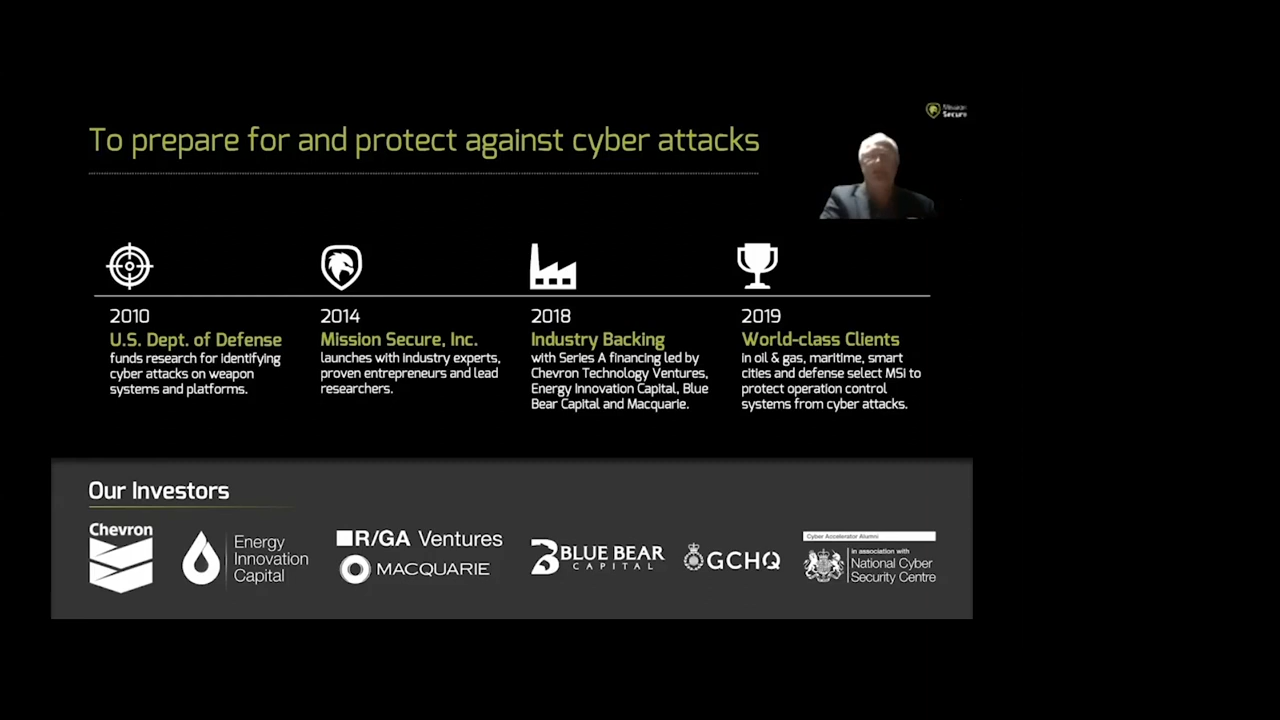 Mission
Secure
To prepare for and protect against cyber attacks
2010
U.S. Dept. of Defense
funds research for identifying
cyber attacks on weapon
systems and platforms.
2014
Mission Secure, Inc.
launches with industry experts,
proven entrepreneurs and lead
researchers.
2018
Industry Backing
with Series A financing led by
Chevron Technology Ventures,
Energy Innovation Capital, Blue
Bear Capital and Macquarie.
2019
World-class Clients
in oil & gas, maritime, smart
cities and defense select MSi to
protect operation control
systems from cyber attacks.
Our Investors
Chevron
Energy
Innovation
Capital
R/GA Ventures
MACQUARIE
BLUE BEAR
CAPITAL
GCHQ
Cyber Accelerator Alumni
in association with
National Cyber
Security Centre